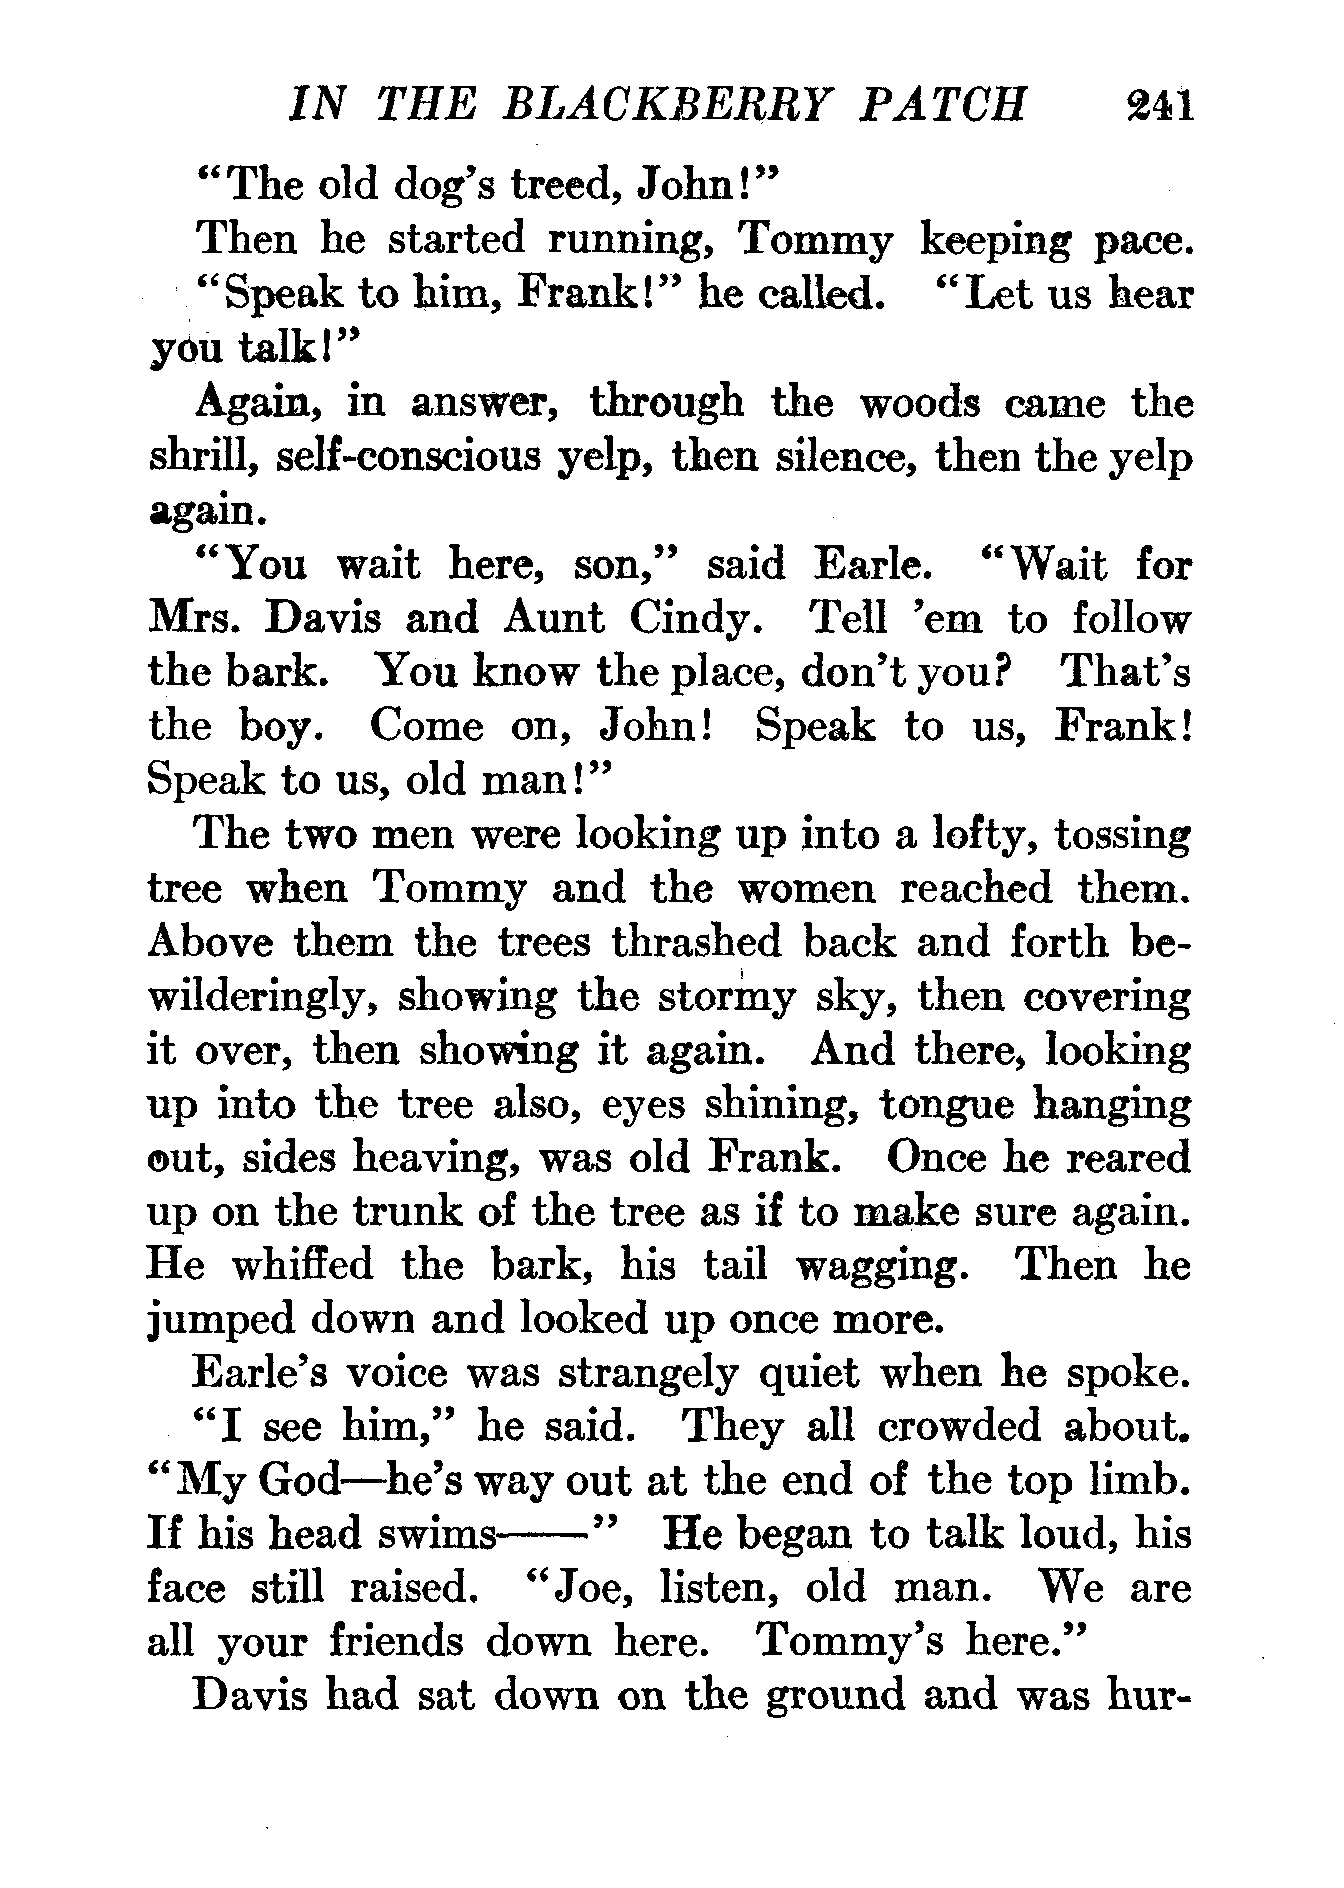 IN THE BLACKBERRY PATCH 241
“The old dog’s treed, John!”
Then he started running, Tommy keeping pace.
“Speak to him, Frank!” he called. “Let us hear
you talk!”
Again, in answer, through the woods came the
shrill, self-conscious yelp, then silence, then the yelp
again.
“You wait here, son,” said Earle. “Wait for
Mrs. Davis and Aunt Cindy. Tell ’em to follow
the bark. You know the place, don’t you? That’s
the boy. Come on, John! Speak to us, Frank!
Speak to us, old man!”
The two men were looking up into a lofty, tossing
tree when Tommy and the women reached them.
Above them the trees thrashed back and forth be-
wilderingly, showing the stormy sky, then covering
it over, then showing it again. And there, looking
up into the tree also, eyes shining, tongue hanging
out, sides heaving, was old Frank. Once he reared
up on the trunk of the tree as if to make sure again.
He whiffed the bark, his tail wagging. Then he
jumped down and looked up once more.
Earle’s voice was strangely quiet when he spoke.
“I see him,” he said. They all crowded about.
“My God—he’s way out at the end of the top limb.
If his head swims——” He began to talk loud, his
face still raised. “Joe, listen, old man. We are
all your friends down here. Tommy’s here.”
Davis had sat down on the ground and was hur-